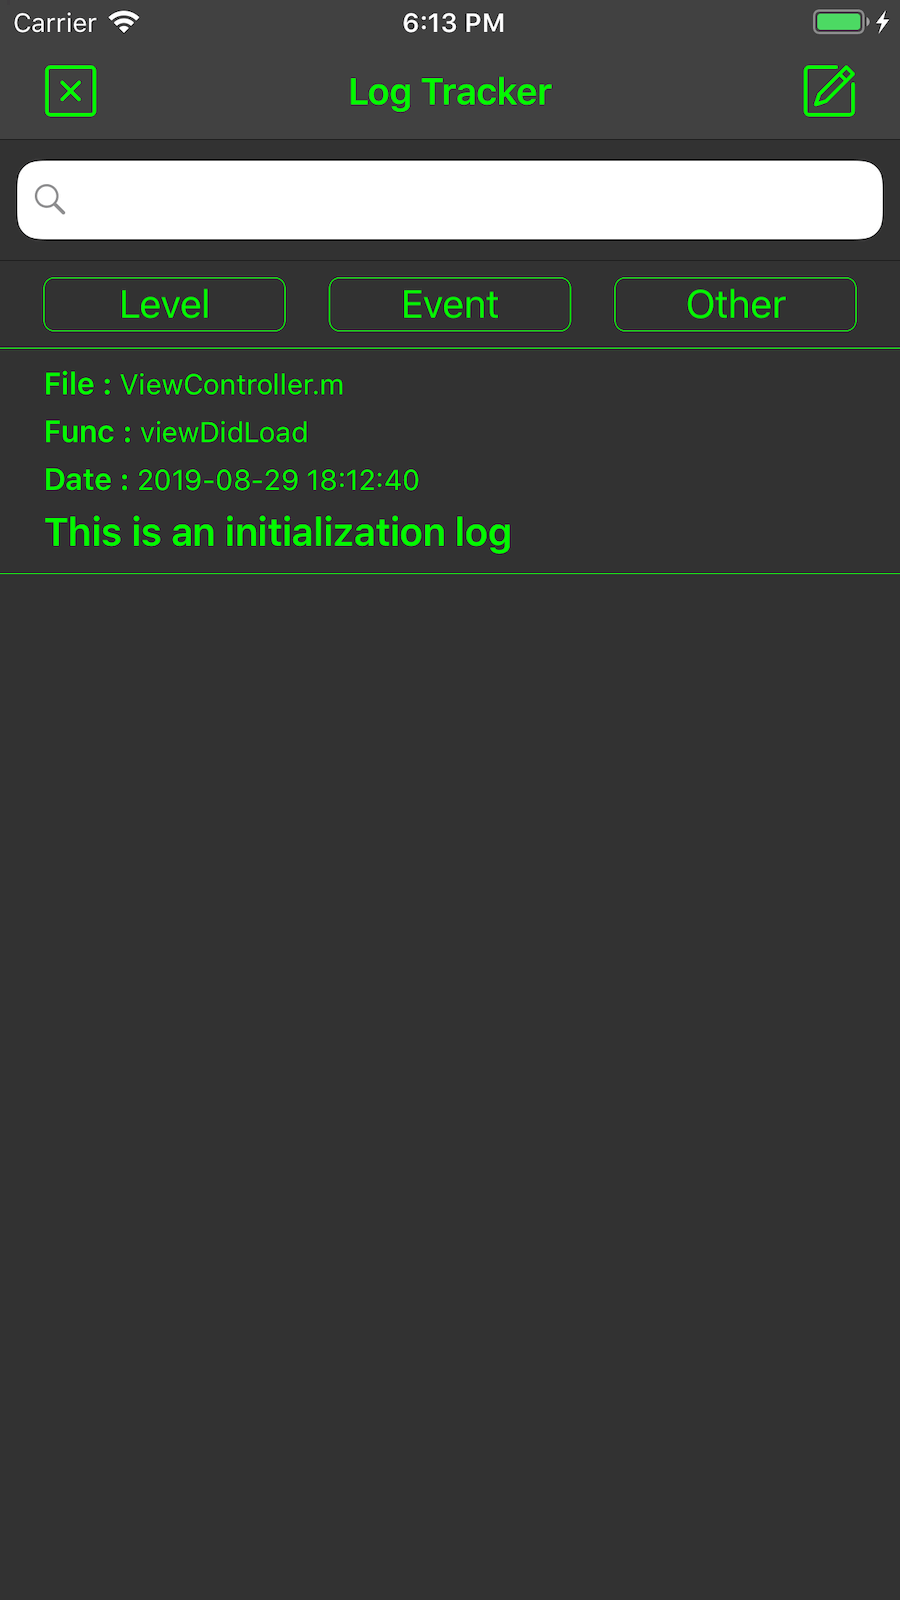 Carrier 6:13 PM
Log Tracker
Level Event Other
File : ViewController.m
Func : viewDidLoad
Date : 2019-08-29 18:12:40
This is an initialization log